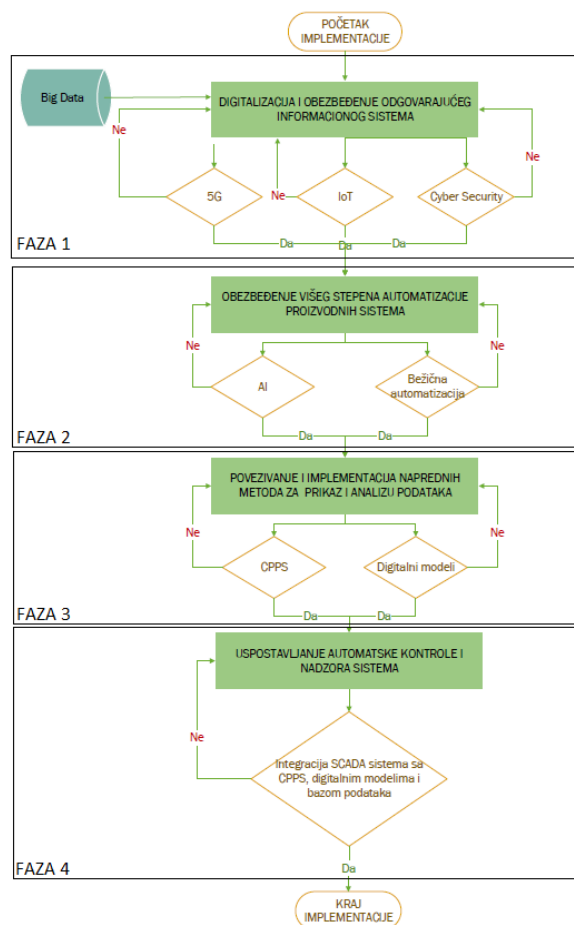 POČETAK
IMPLEMENTACIJE
Big Data
DIGITALIZACIJA I OBEZBEĐENJE ODGOVARAJUĆEG
INFORMACIONOG SISTEMA
Ne
Ne
Ne
5G
IoT
Cyber Security
Da
Da
Da
FAZA 1
OBEZBEĐENJE VIŠEG STEPENA AUTOMATIZACIJE
PROIZVODNIH SISTEMA
Ne
Ne
AI
Bežična
automatizacija
Da
Da
FAZA 2
POVEZIVANJE I IMPLEMENTACIJA NAPREDNIH
METODA ZA PRIKAZ I ANALIZU PODATAKA
Ne
Ne
CPPS
Digitalni modeli
Da
Da
FAZA 3
USPOSTAVLJANJE AUTOMATSKE KONTROLE I
NADZORA SISTEMA
Ne
Integracija SCADA sistema sa
CPPS, digitalnim modelima i
bazom podataka
Da
FAZA 4
KRAJ
IMPLEMENTACIJE